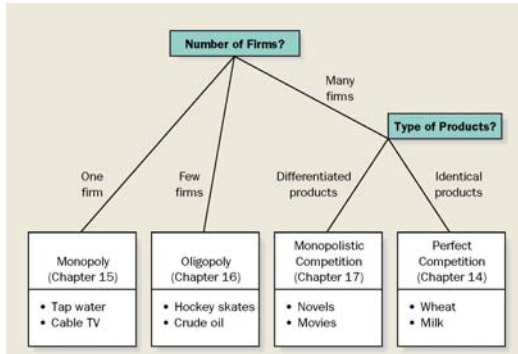 Number of Firms?
Many
firms
Type of Products?
One
firm
Few
firms
Differentiated
products
Identical
products
Monopoly
(Chapter 15)
• Tap water
• Cable TV
Oligopoly
(Chapter 16)
• Hockey skates
• Crude oil
Monopolistic
Competition
(Chapter 17)
• Novels
• Movies
Perfect
Competition
(Chapter 14)
• Wheat
• Milk